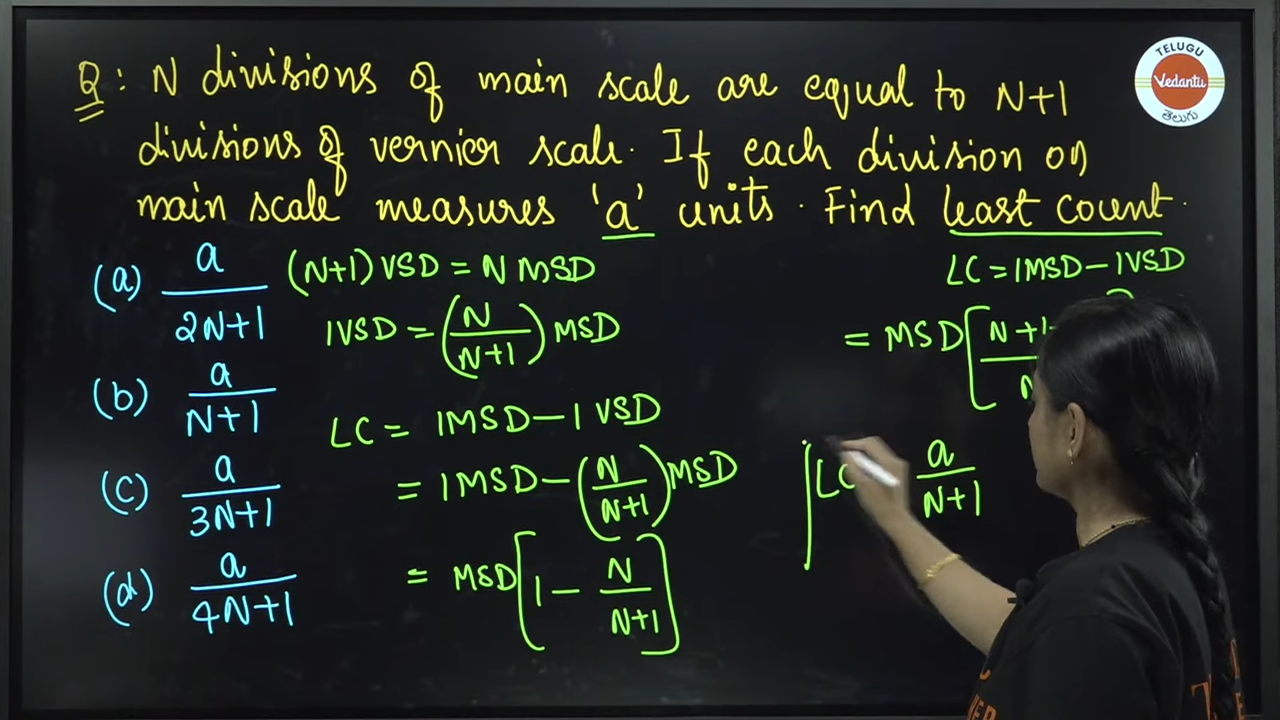 Q: N divisions of main scale are equal to N+1
divisions of vernier scale. If each division on
main scale measures 'a' units. Find least count.
(a) a/(2N+1)
(b) a/(N+1)
(c) a/(3N+1)
(d) a/(4N+1)
(N+1) VSD = N MSD
1VSD = (N/(N+1)) MSD
LC = 1MSD - 1 VSD
= 1MSD - (N/(N+1)) MSD
= MSD[1 - N/(N+1)]
LC = 1MSD - 1VSD
= MSD[N+1
LC a/(N+1)
TELUGU
Vedantu
తెలుగు